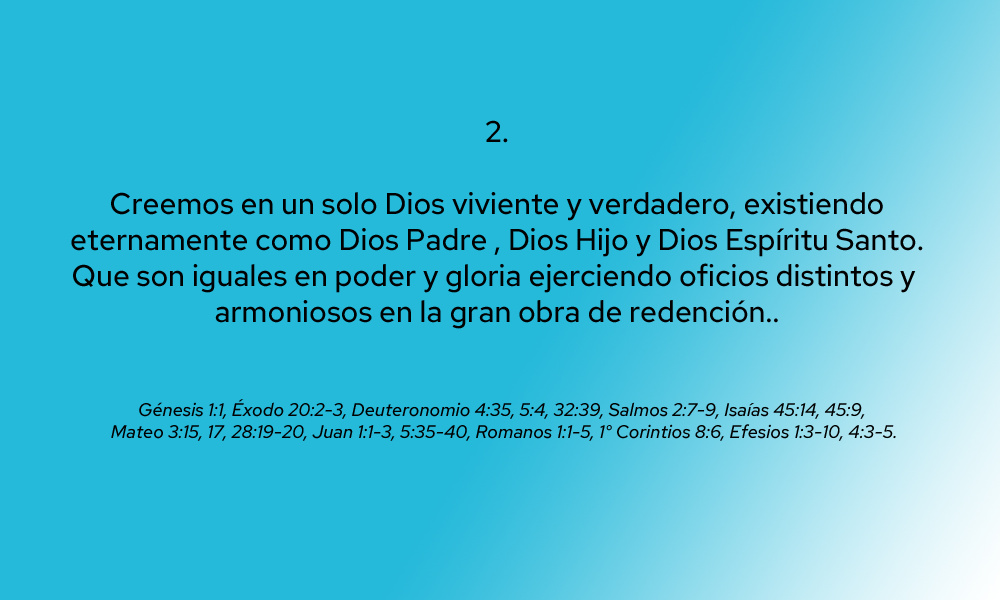 2.
Creemos en un solo Dios viviente y verdadero, existiendo
eternamente como Dios Padre , Dios Hijo y Dios Espíritu Santo.
Que son iguales en poder y gloria ejerciendo oficios distintos y
armoniosos en la gran obra de redención..
Génesis 1:1, Éxodo 20:2-3, Deuteronomio 4:35, 5:4, 32:39, Salmos 2:7-9, Isaías 45:14, 45:9,
Mateo 3:15, 17, 28:19-20, Juan 1:1-3, 5:35-40, Romanos 1:1-5, 1° Corintios 8:6, Efesios 1:3-10, 4:3-5.